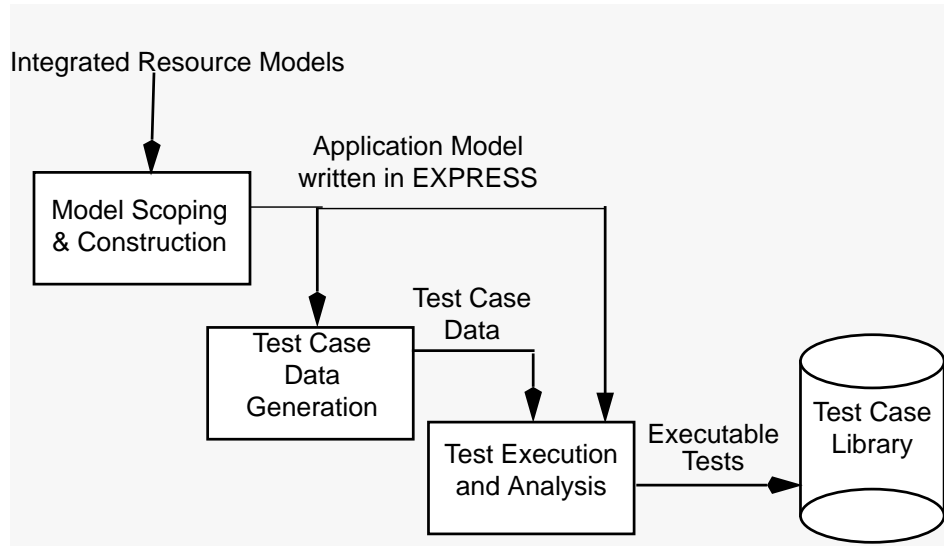 Integrated Resource Models
Application Model
written in EXPRESS
Model Scoping
& Construction
Test Case
Data
Test Case
Data
Generation
Test Execution
and Analysis
Executable
Tests
Test Case
Library